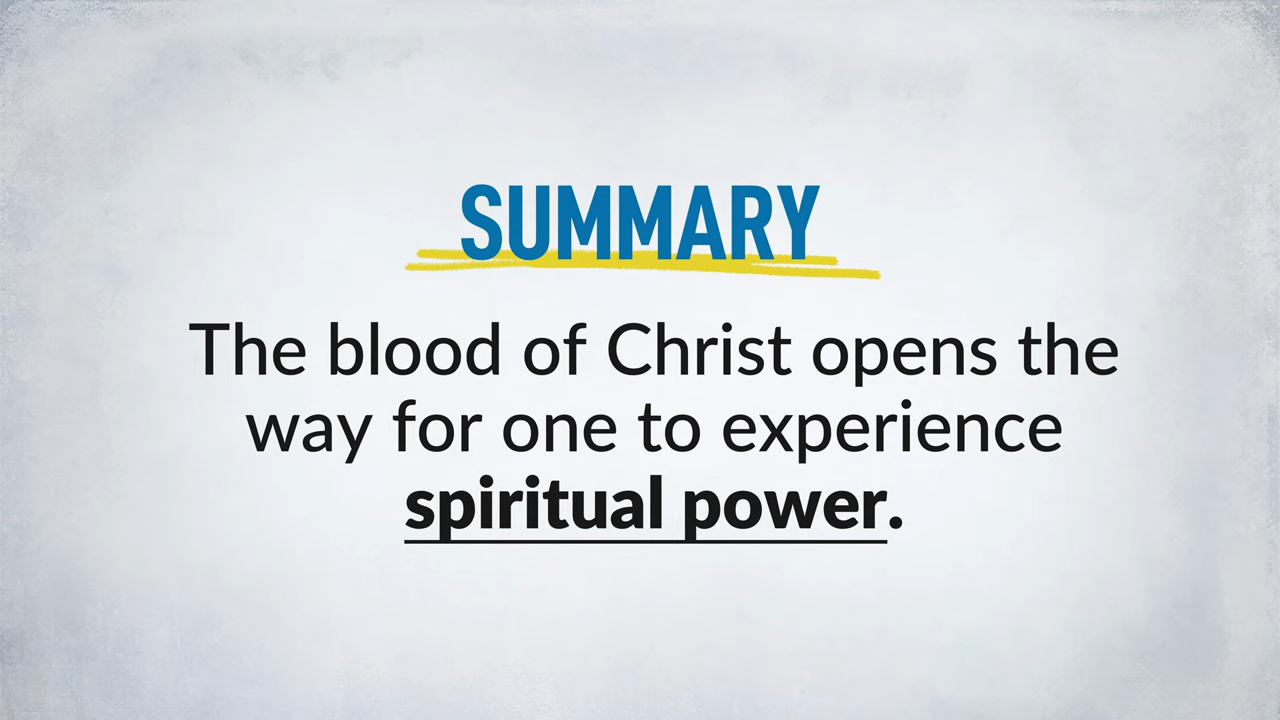 SUMMARY
The blood of Christ opens the
way for one to experience
spiritual power.